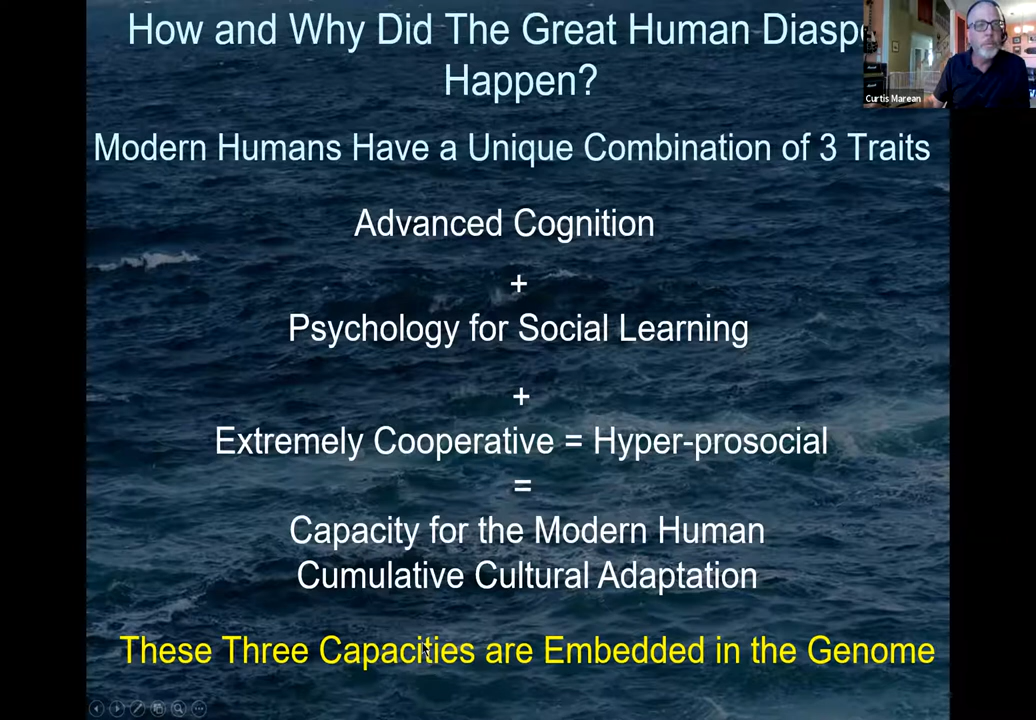 How and Why Did The Great Human Diaspo
Happen?
Curtis Marean
Modern Humans Have a Unique Combination of 3 Traits
Advanced Cognition
+
Psychology for Social Learning
+
Extremely Cooperative = Hyper-prosocial
=
Capacity for the Modern Human
Cumulative Cultural Adaptation
These Three Capacities are Embedded in the Genome